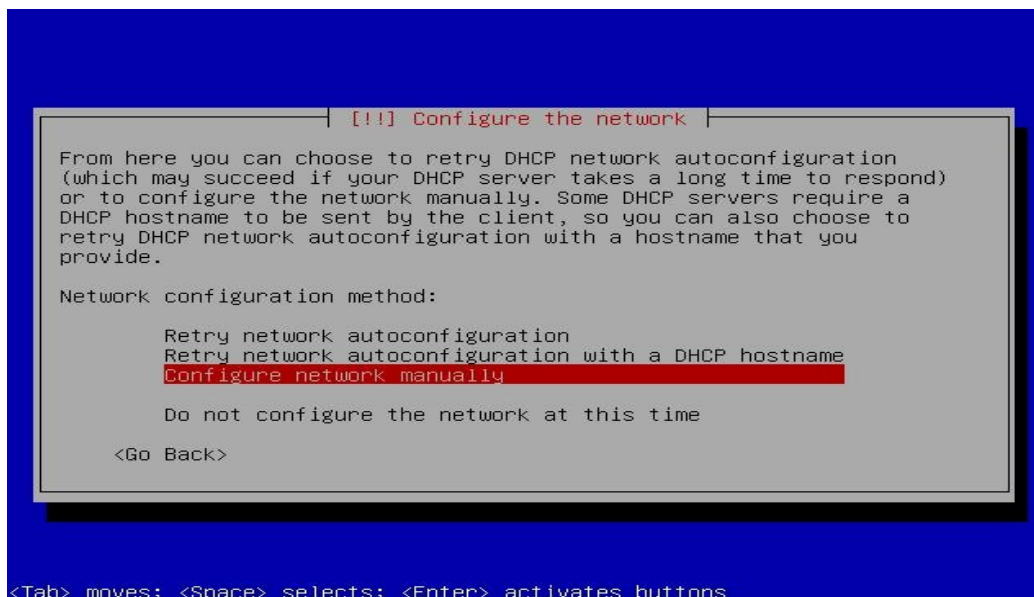 [!!] Configure the network
From here you can choose to retry DHCP network autoconfiguration
(which may succeed if your DHCP server takes a long time to respond)
or to configure the network manually. Some DHCP servers require a
DHCP hostname to be sent by the client, so you can also choose to
retry DHCP network autoconfiguration with a hostname that you
provide.
Network configuration method:
Retry network autoconfiguration
Retry network autoconfiguration with a DHCP hostname
Configure network manually
Do not configure the network at this time
<Go Back>
<Tab> moves; <Space> selects; <Enter> activates buttons